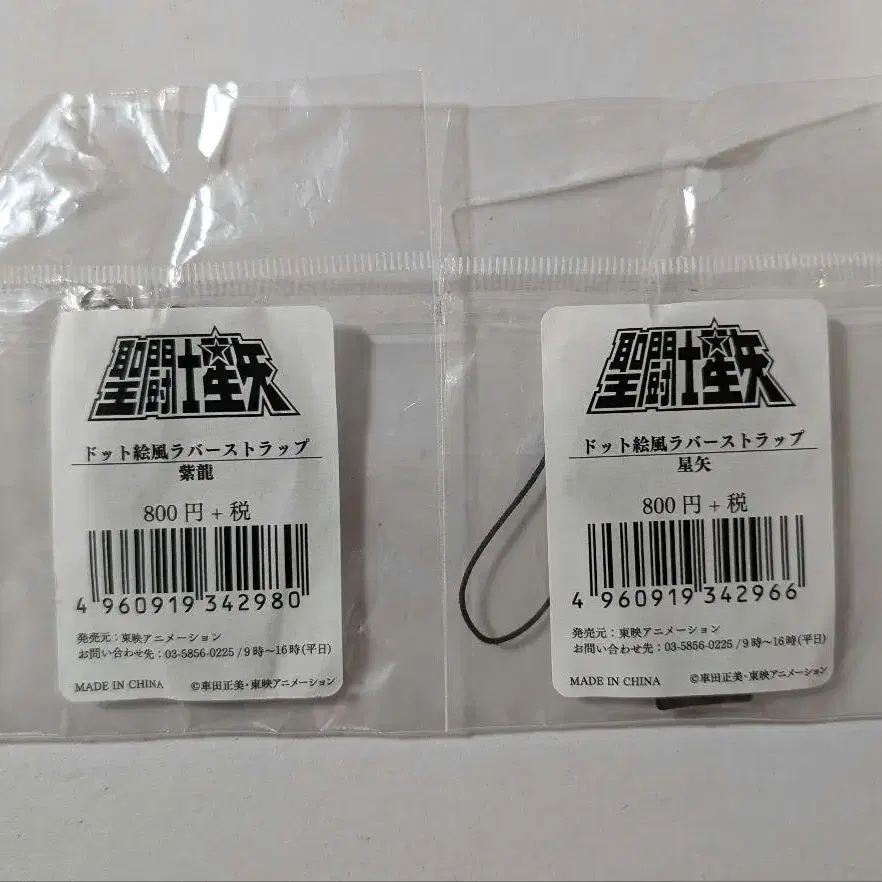 聖闘士星矢
ドット絵風ラバーストラップ
紫龍
800 円 + 税
4 960919 342980
発売元：東映アニメーション
お問い合わせ先：03-5856-0225 / 9時～16時(平日)
MADE IN CHINA ©車田正美・東映アニメーション
聖闘士星矢
ドット絵風ラバーストラップ
星矢
800 円 + 税
4 960919 342966
発売元：東映アニメーション
お問い合わせ先：03-5856-0225 / 9時～16時(平日)
MADE IN CHINA ©車田正美・東映アニメーション